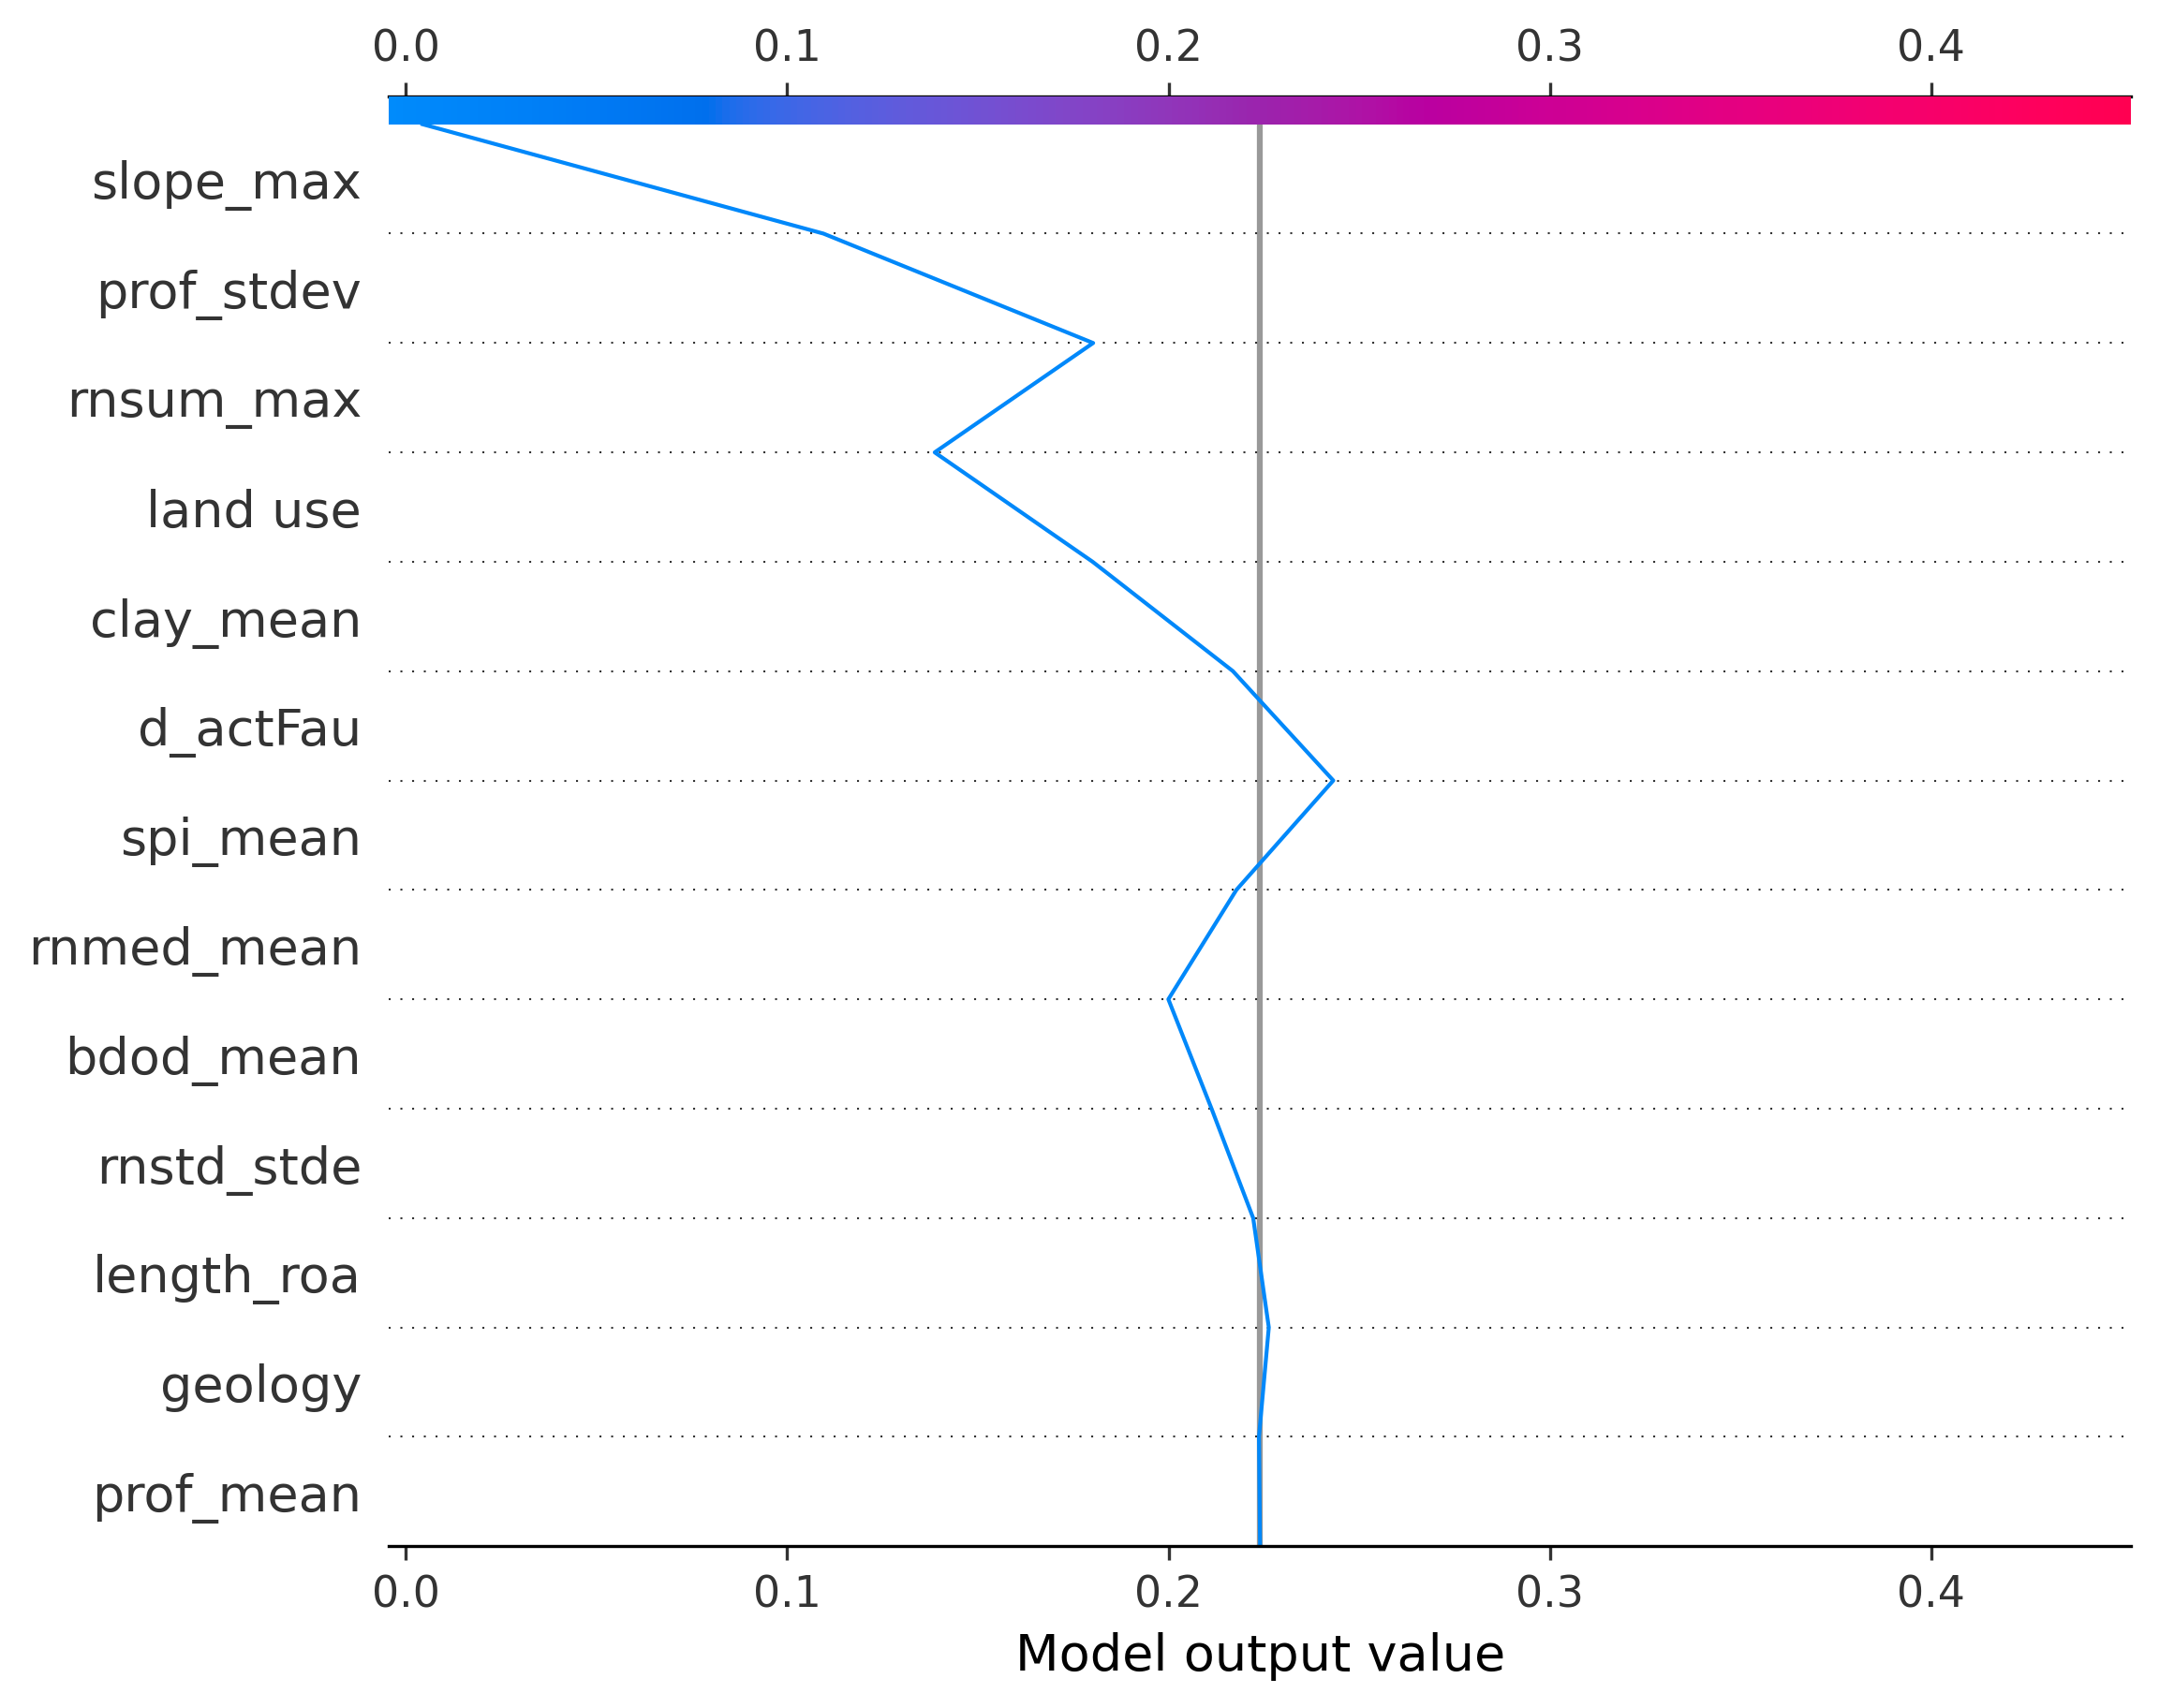 0.0 0.1 0.2 0.3 0.4
slope_max
prof_stdev
rnsum_max
land use
clay_mean
d_actFau
spi_mean
rnmed_mean
bdod_mean
rnstd_stde
length_roa
geology
prof_mean
0.0 0.1 0.2 0.3 0.4
Model output value